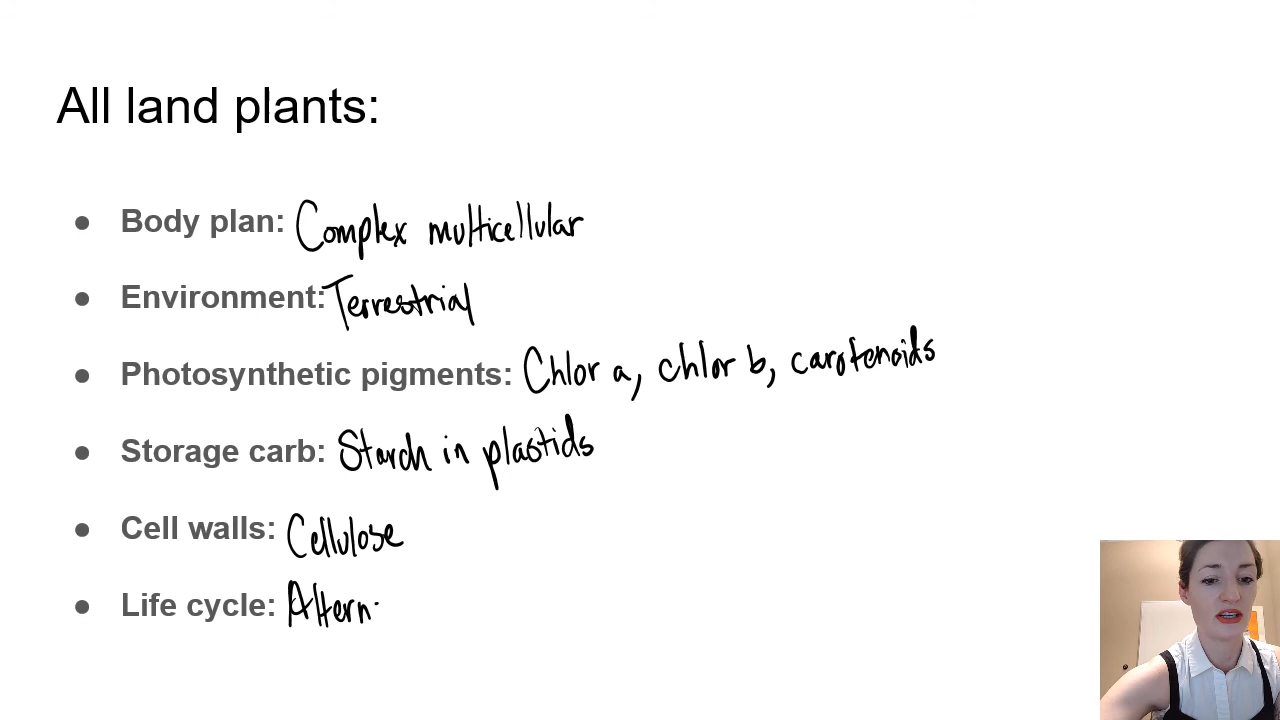 All land plants:
● Body plan: Complex multicellular
● Environment: Terrestrial
● Photosynthetic pigments: Chlor a, chlor b, carotenoids
● Storage carb: Starch in plastids
● Cell walls: Cellulose
● Life cycle: Altern